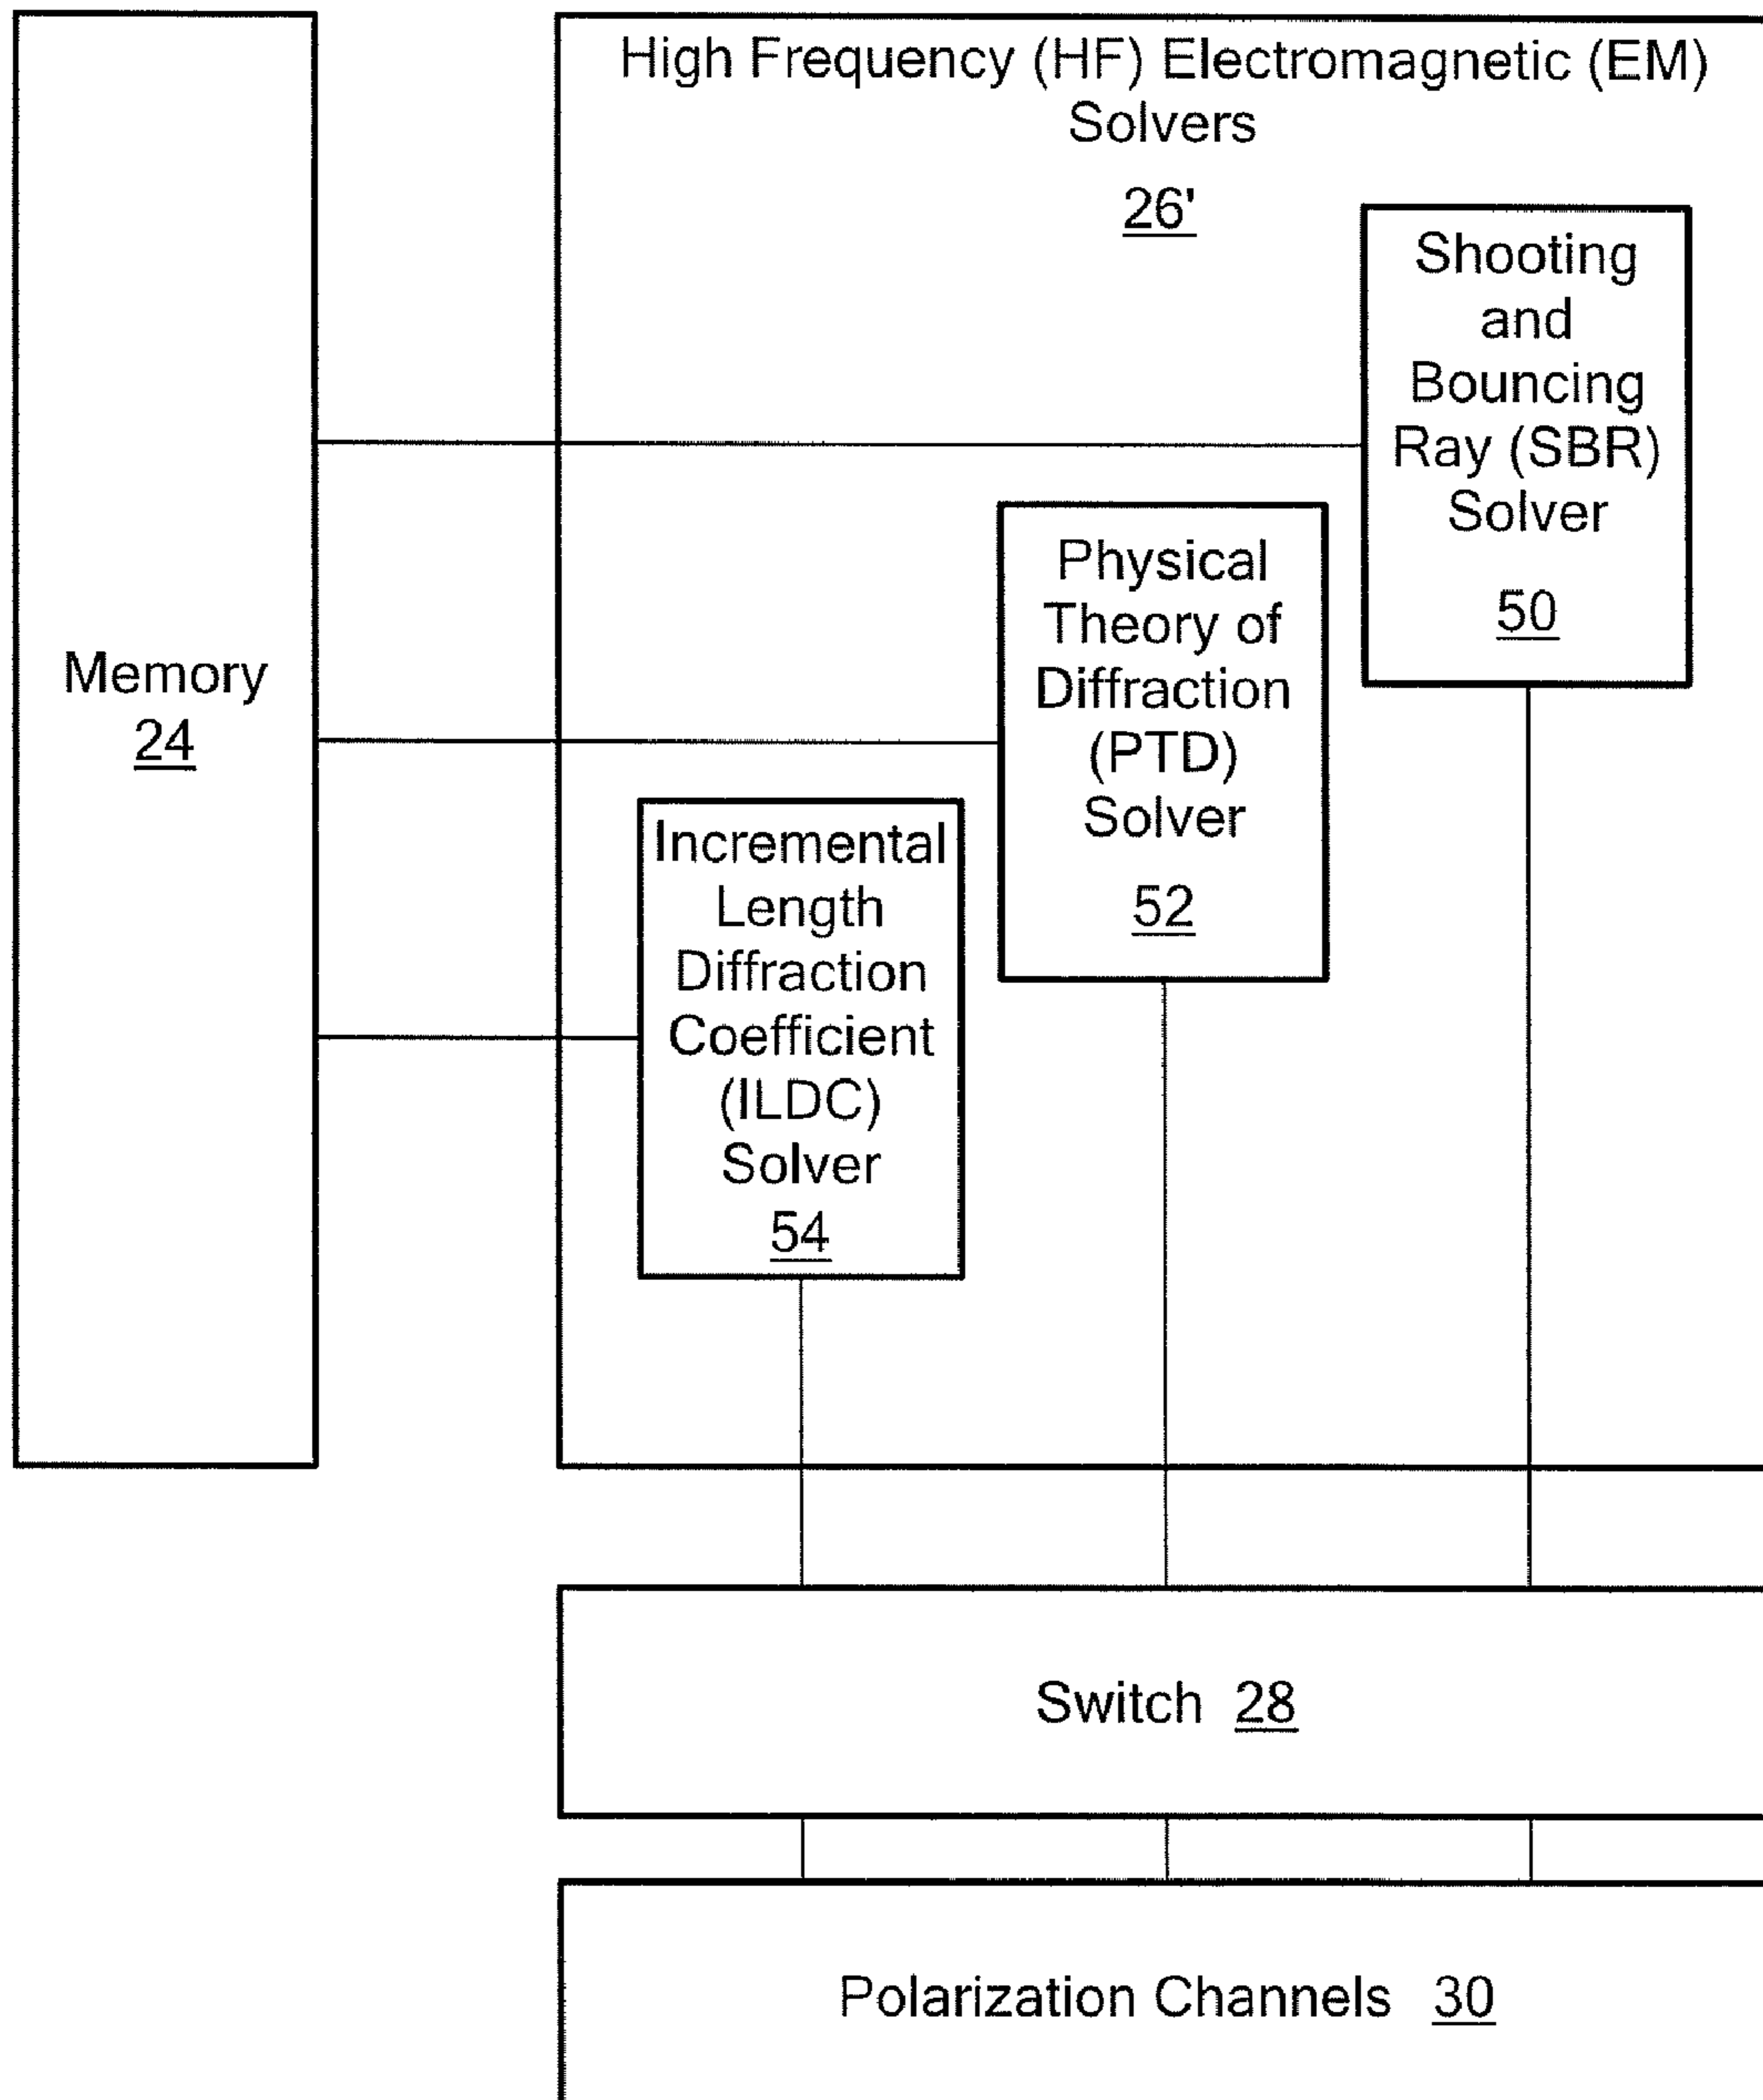 High Frequency (HF) Electromagnetic (EM)
Solvers
26'
Shooting
and
Bouncing
Ray (SBR)
Solver
50
Physical
Theory of
Diffraction
(PTD)
Solver
52
Memory
24
Incremental
Length
Diffraction
Coefficient
(ILDC)
Solver
54
Switch 28
Polarization Channels 30